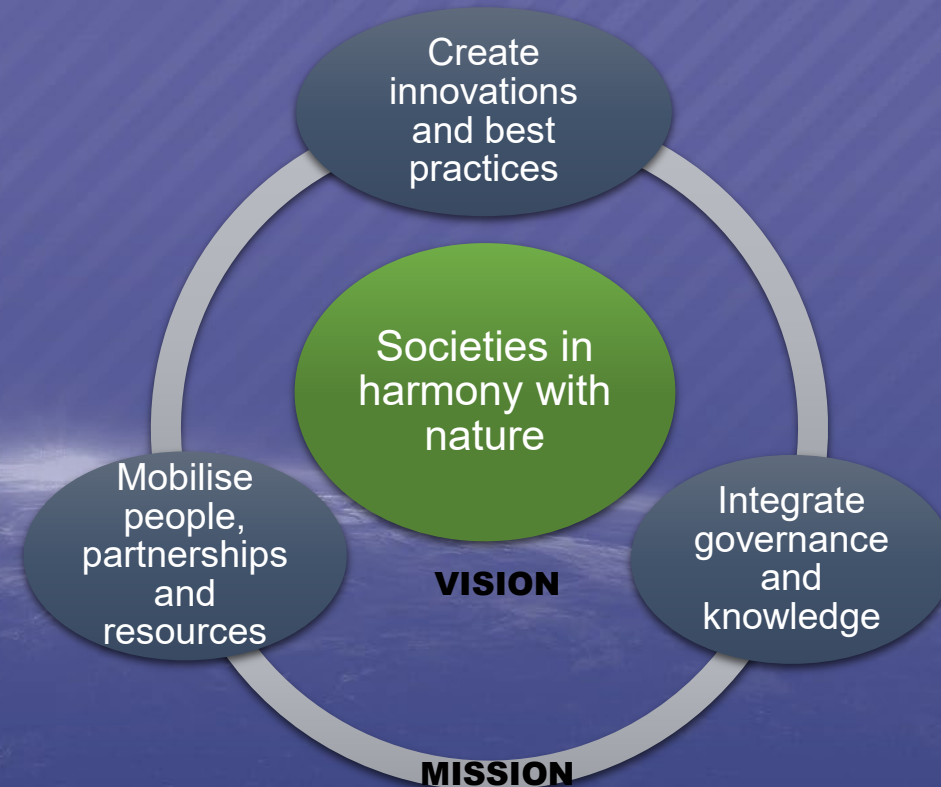 Create
innovations
and best
practices
Societies in
harmony with
nature
Mobilise
people,
partnerships
and
resources
Integrate
governance
and
knowledge
VISION
MISSION